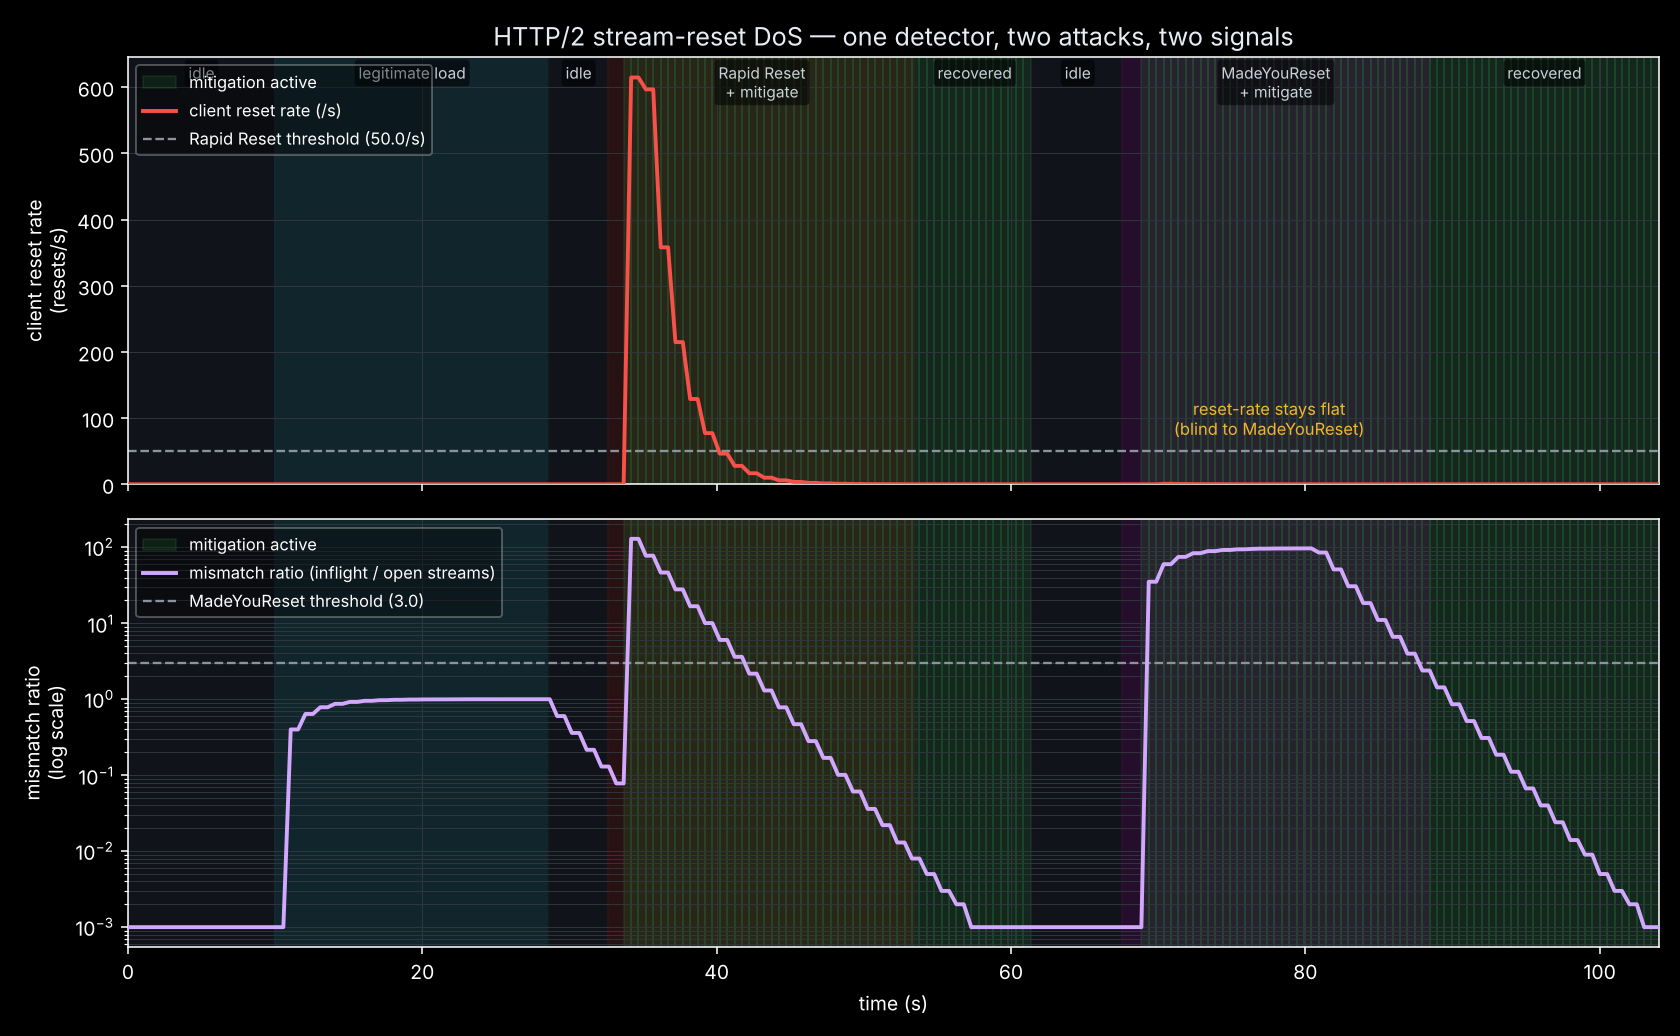 HTTP/2 stream-reset DoS — one detector, two attacks, two signals
idle
legitimate load
idle
Rapid Reset
+ mitigate
recovered
idle
MadeYouReset
+ mitigate
recovered
mitigation active
client reset rate (/s)
Rapid Reset threshold (50.0/s)
client reset rate
(resets/s)
600
500
400
300
200
100
0
reset-rate stays flat
(blind to MadeYouReset)
mitigation active
mismatch ratio (inflight / open streams)
MadeYouReset threshold (3.0)
mismatch ratio
(log scale)
10²
10¹
10⁰
10⁻¹
10⁻²
10⁻³
0 20 40 60 80 100
time (s)